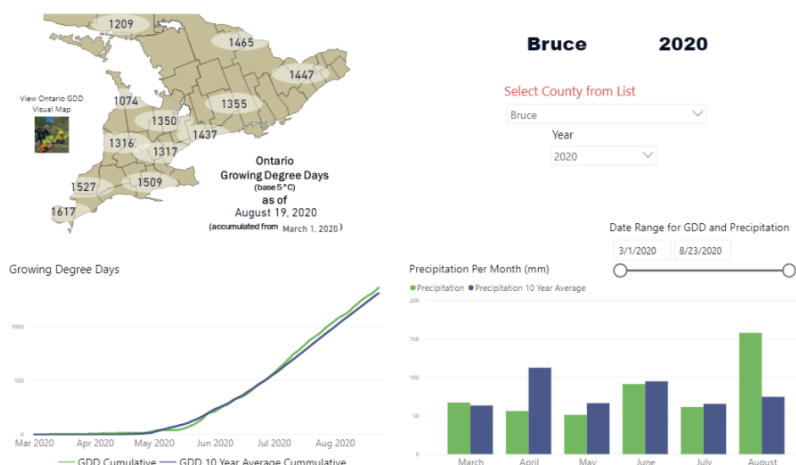 1209
1465
1447
1074
1355
1350
1437
1316
1317
1527
1509
1617
View Ontario GDD
Visual Map
Ontario
Growing Degree Days
(base 5 °C)
as of
August 19, 2020
(accumulated from March 1, 2020)
Bruce 2020
Select County from List
Bruce
Year
2020
Date Range for GDD and Precipitation
3/1/2020 8/23/2020
Growing Degree Days
1000
500
0
Mar 2020 Apr 2020 May 2020 Jun 2020 Jul 2020 Aug 2020
GDD Cumulative GDD 10 Year Average Cummulative
Precipitation Per Month (mm)
Precipitation Precipitation 10 Year Average
200
150
100
50
0
March April May June July August